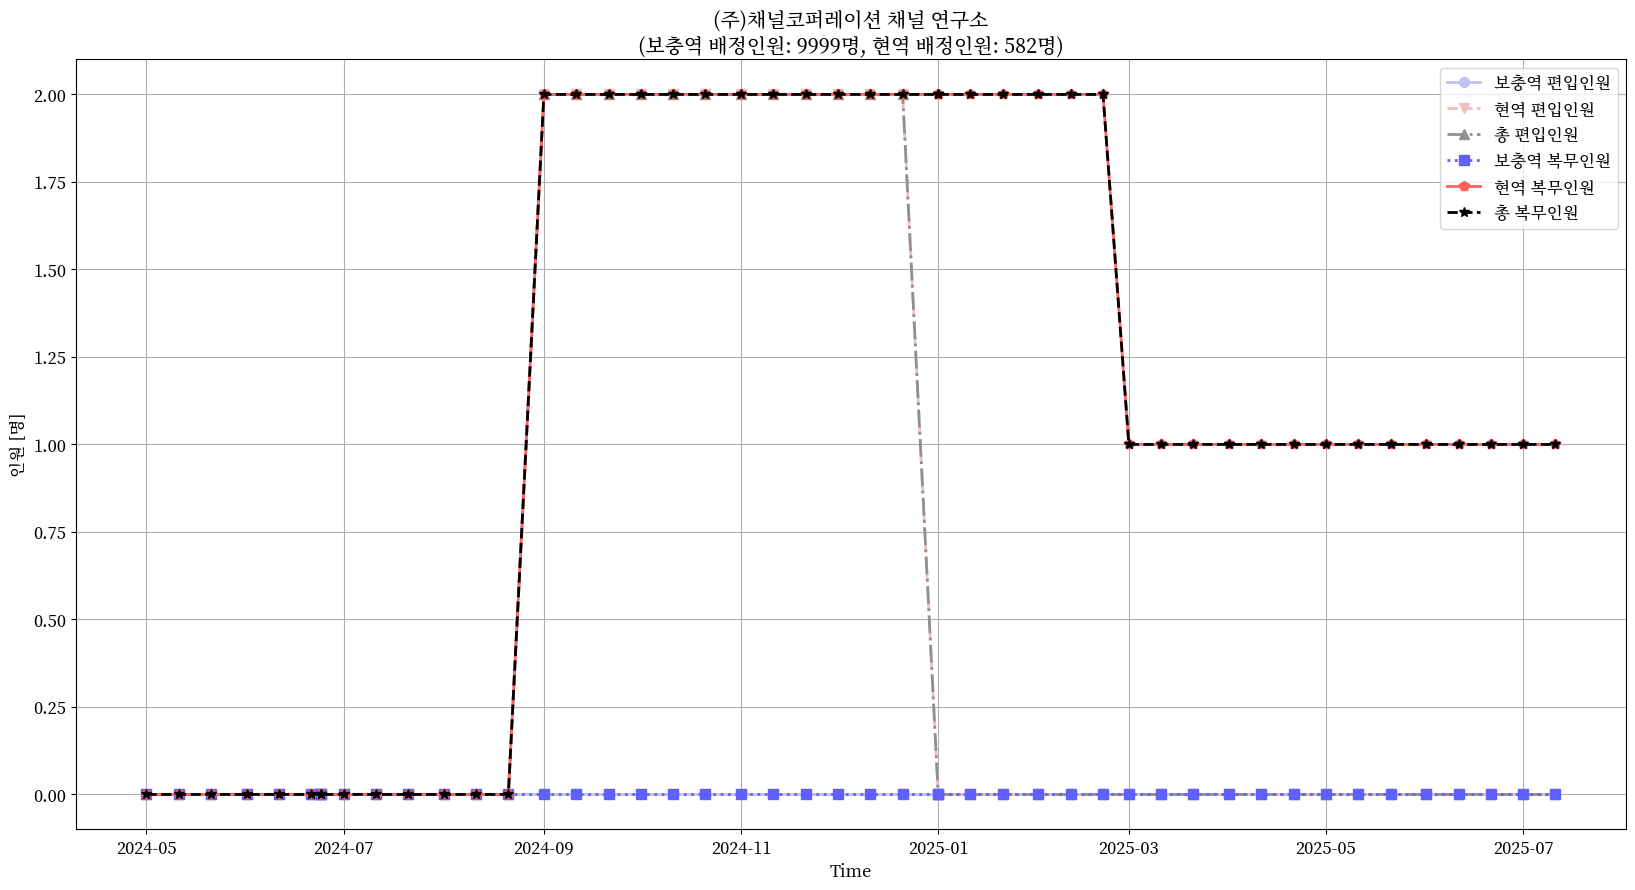 (주)채널코퍼레이션 채널 연구소
(보충역 배정인원: 9999명, 현역 배정인원: 582명)
보충역 편입인원
현역 편입인원
총 편입인원
보충역 복무인원
현역 복무인원
총 복무인원
인원 [명]
2.00
1.75
1.50
1.25
1.00
0.75
0.50
0.25
0.00
2024-05
2024-07
2024-09
2024-11
2025-01
2025-03
2025-05
2025-07
Time